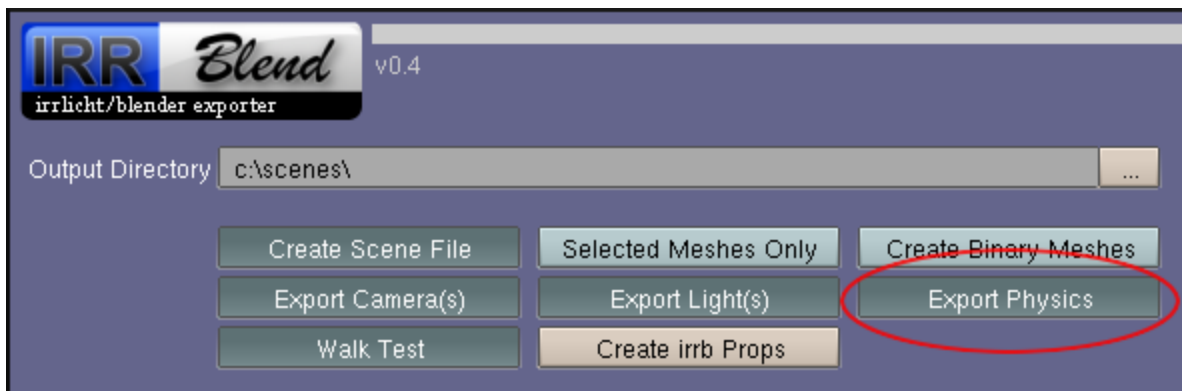 IRR Blend
v0.4
irrlicht/blender exporter
Output Directory c:\scenes\ ...
Create Scene File Selected Meshes Only Create Binary Meshes
Export Camera(s) Export Light(s) Export Physics
Walk Test Create irrb Props